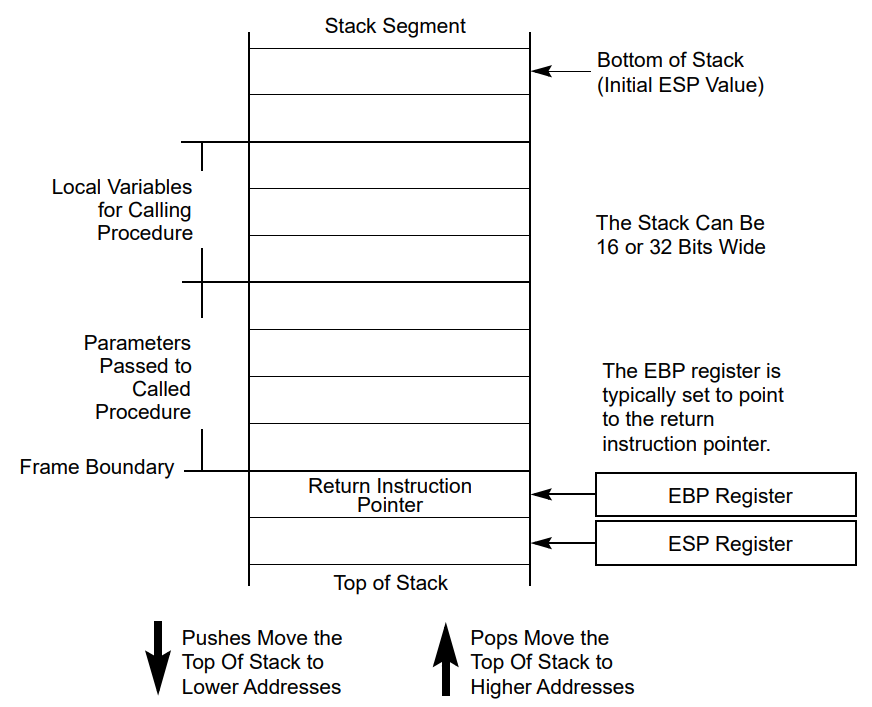 Stack Segment
Bottom of Stack
(Initial ESP Value)
Local Variables
for Calling
Procedure
The Stack Can Be
16 or 32 Bits Wide
Parameters
Passed to
Called
Procedure
The EBP register is
typically set to point
to the return
instruction pointer.
Frame Boundary
Return Instruction
Pointer
EBP Register
ESP Register
Top of Stack
Pushes Move the
Top Of Stack to
Lower Addresses
Pops Move the
Top Of Stack to
Higher Addresses